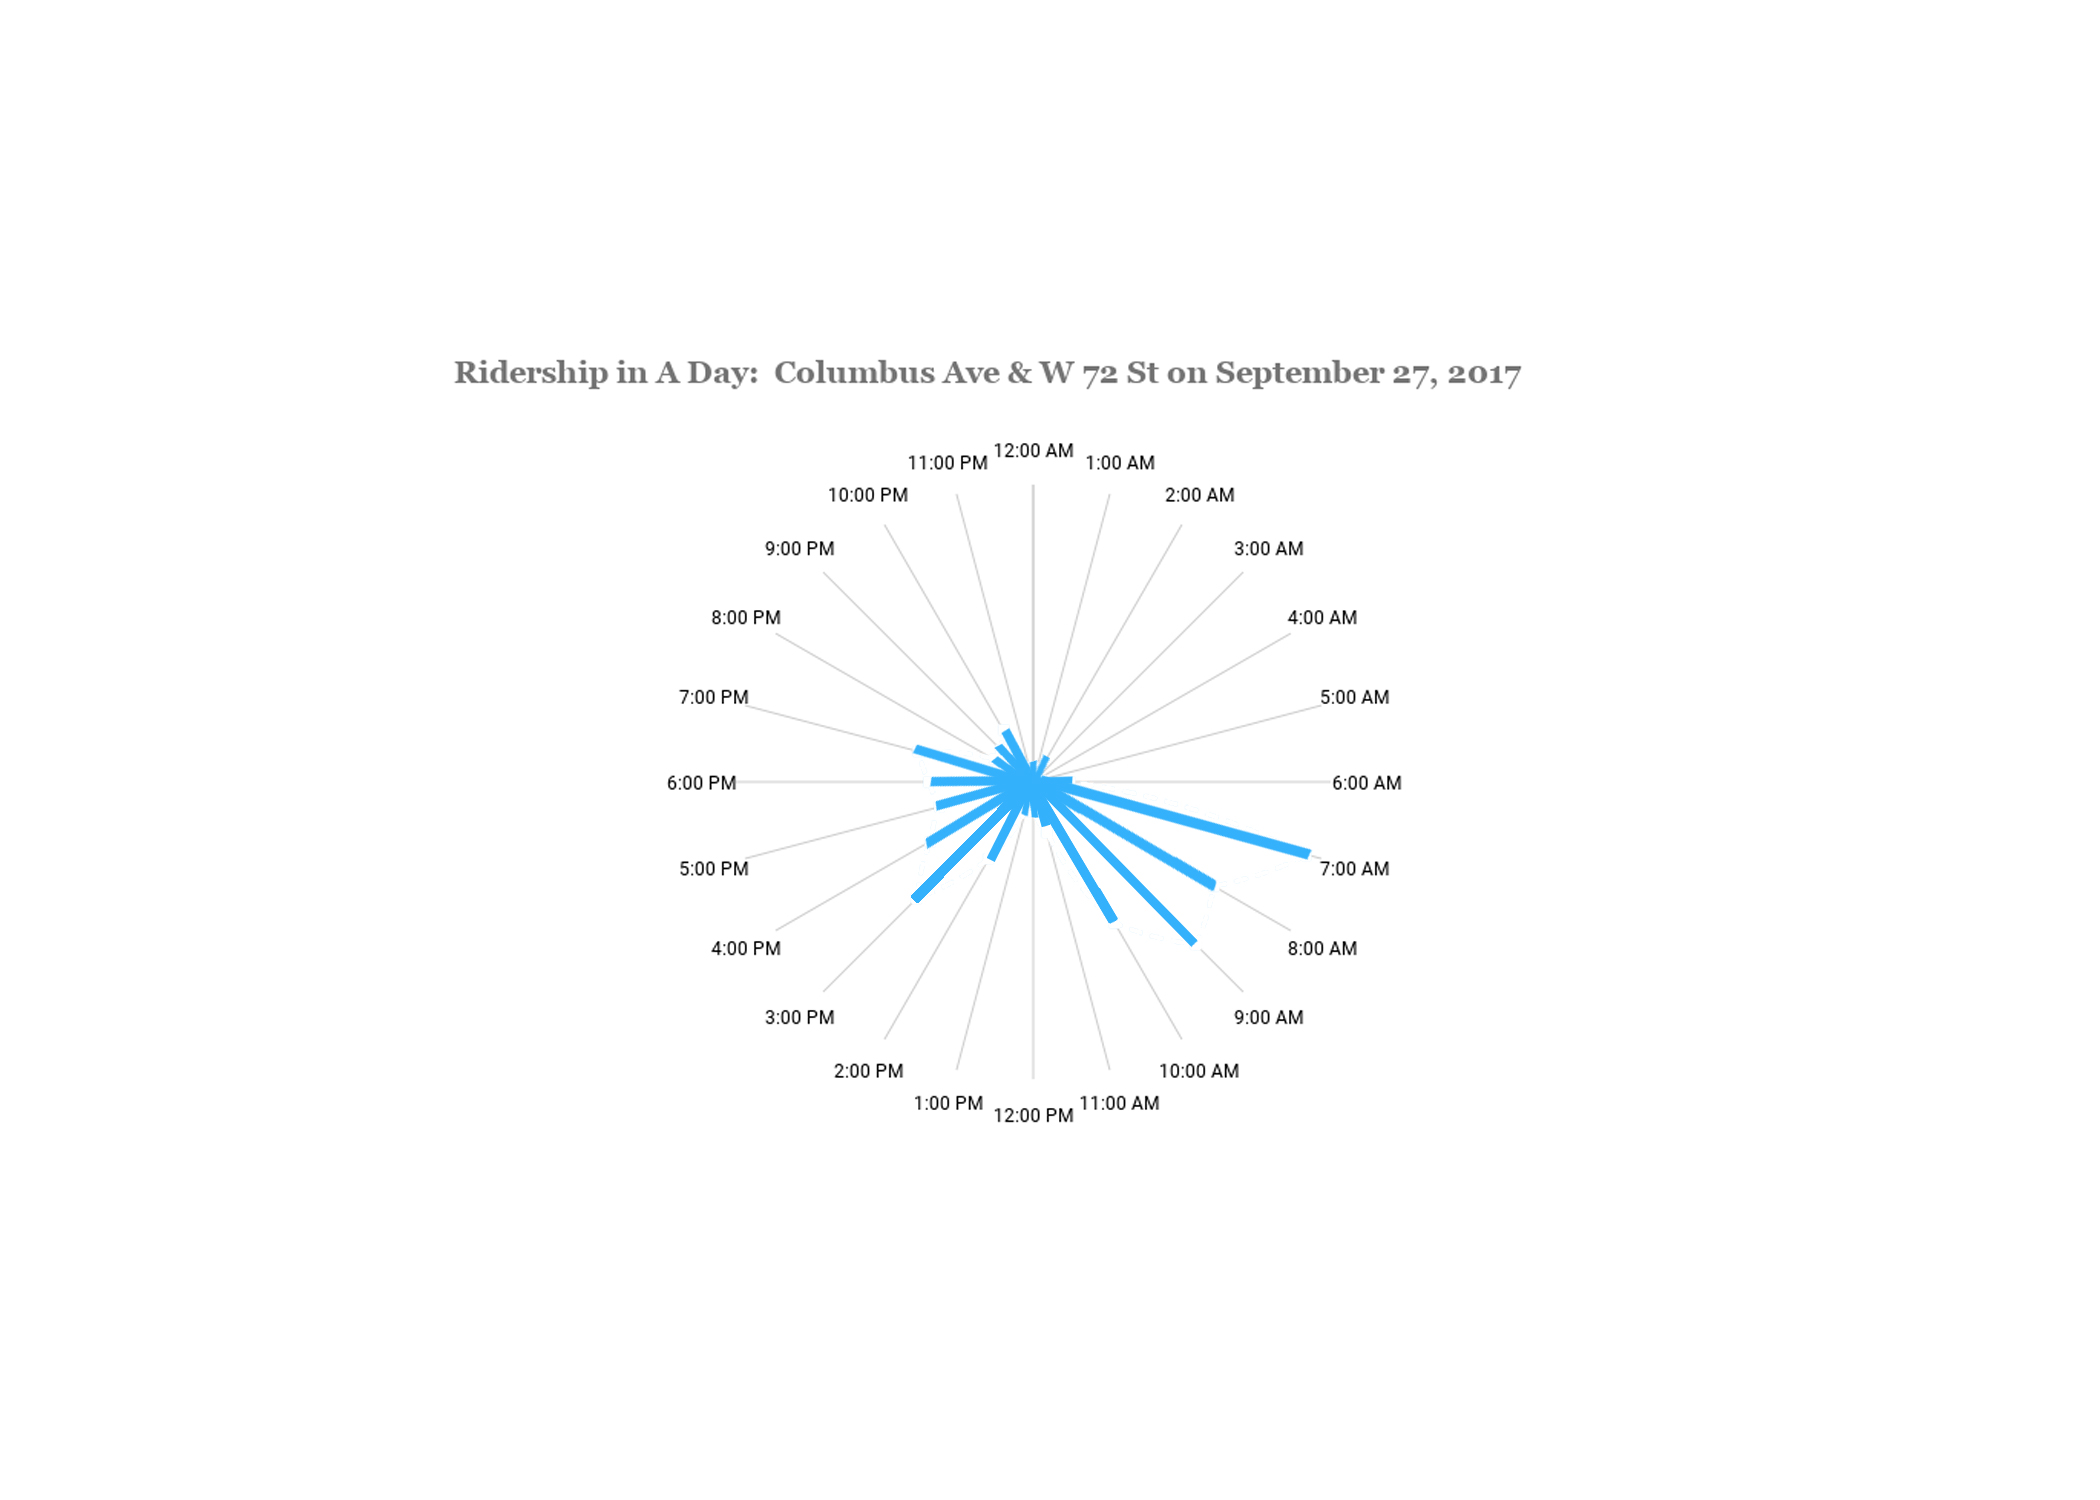 Ridership in A Day:  Columbus Ave & W 72 St on September 27, 2017
12:00 AM
1:00 AM
2:00 AM
3:00 AM
4:00 AM
5:00 AM
6:00 AM
7:00 AM
8:00 AM
9:00 AM
10:00 AM
11:00 AM
12:00 PM
1:00 PM
2:00 PM
3:00 PM
4:00 PM
5:00 PM
6:00 PM
7:00 PM
8:00 PM
9:00 PM
10:00 PM
11:00 PM